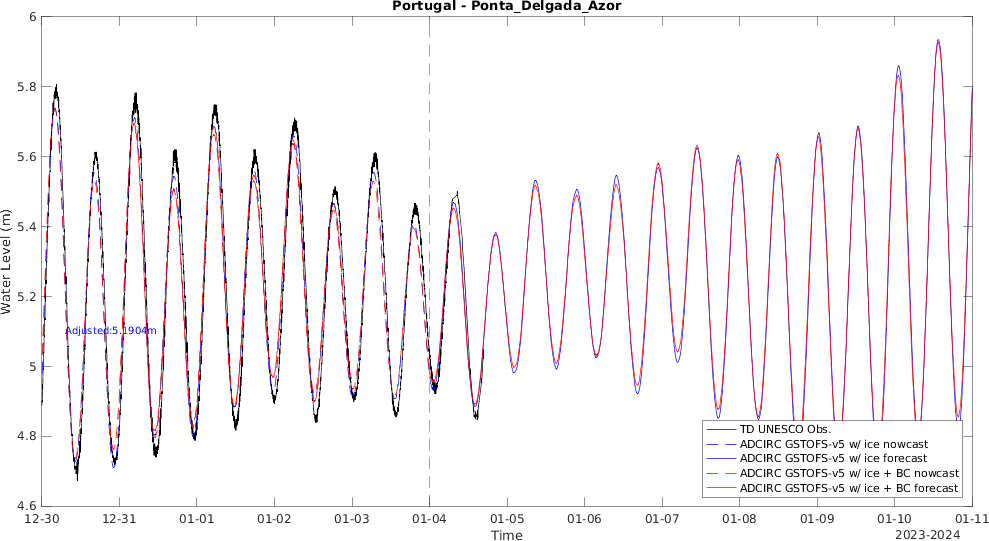 Portugal - Ponta_Delgada_Azor
6
5.8
5.6
5.4
5.2
5
4.8
4.6
Water Level (m)
Adjusted:5.1904m
TD UNESCO Obs.
ADCIRC GSTOFS-v5 w/ ice nowcast
ADCIRC GSTOFS-v5 w/ ice forecast
ADCIRC GSTOFS-v5 w/ ice + BC nowcast
ADCIRC GSTOFS-v5 w/ ice + BC forecast
12-30 12-31 01-01 01-02 01-03 01-04 01-05 01-06 01-07 01-08 01-09 01-10 01-11
Time
2023-2024